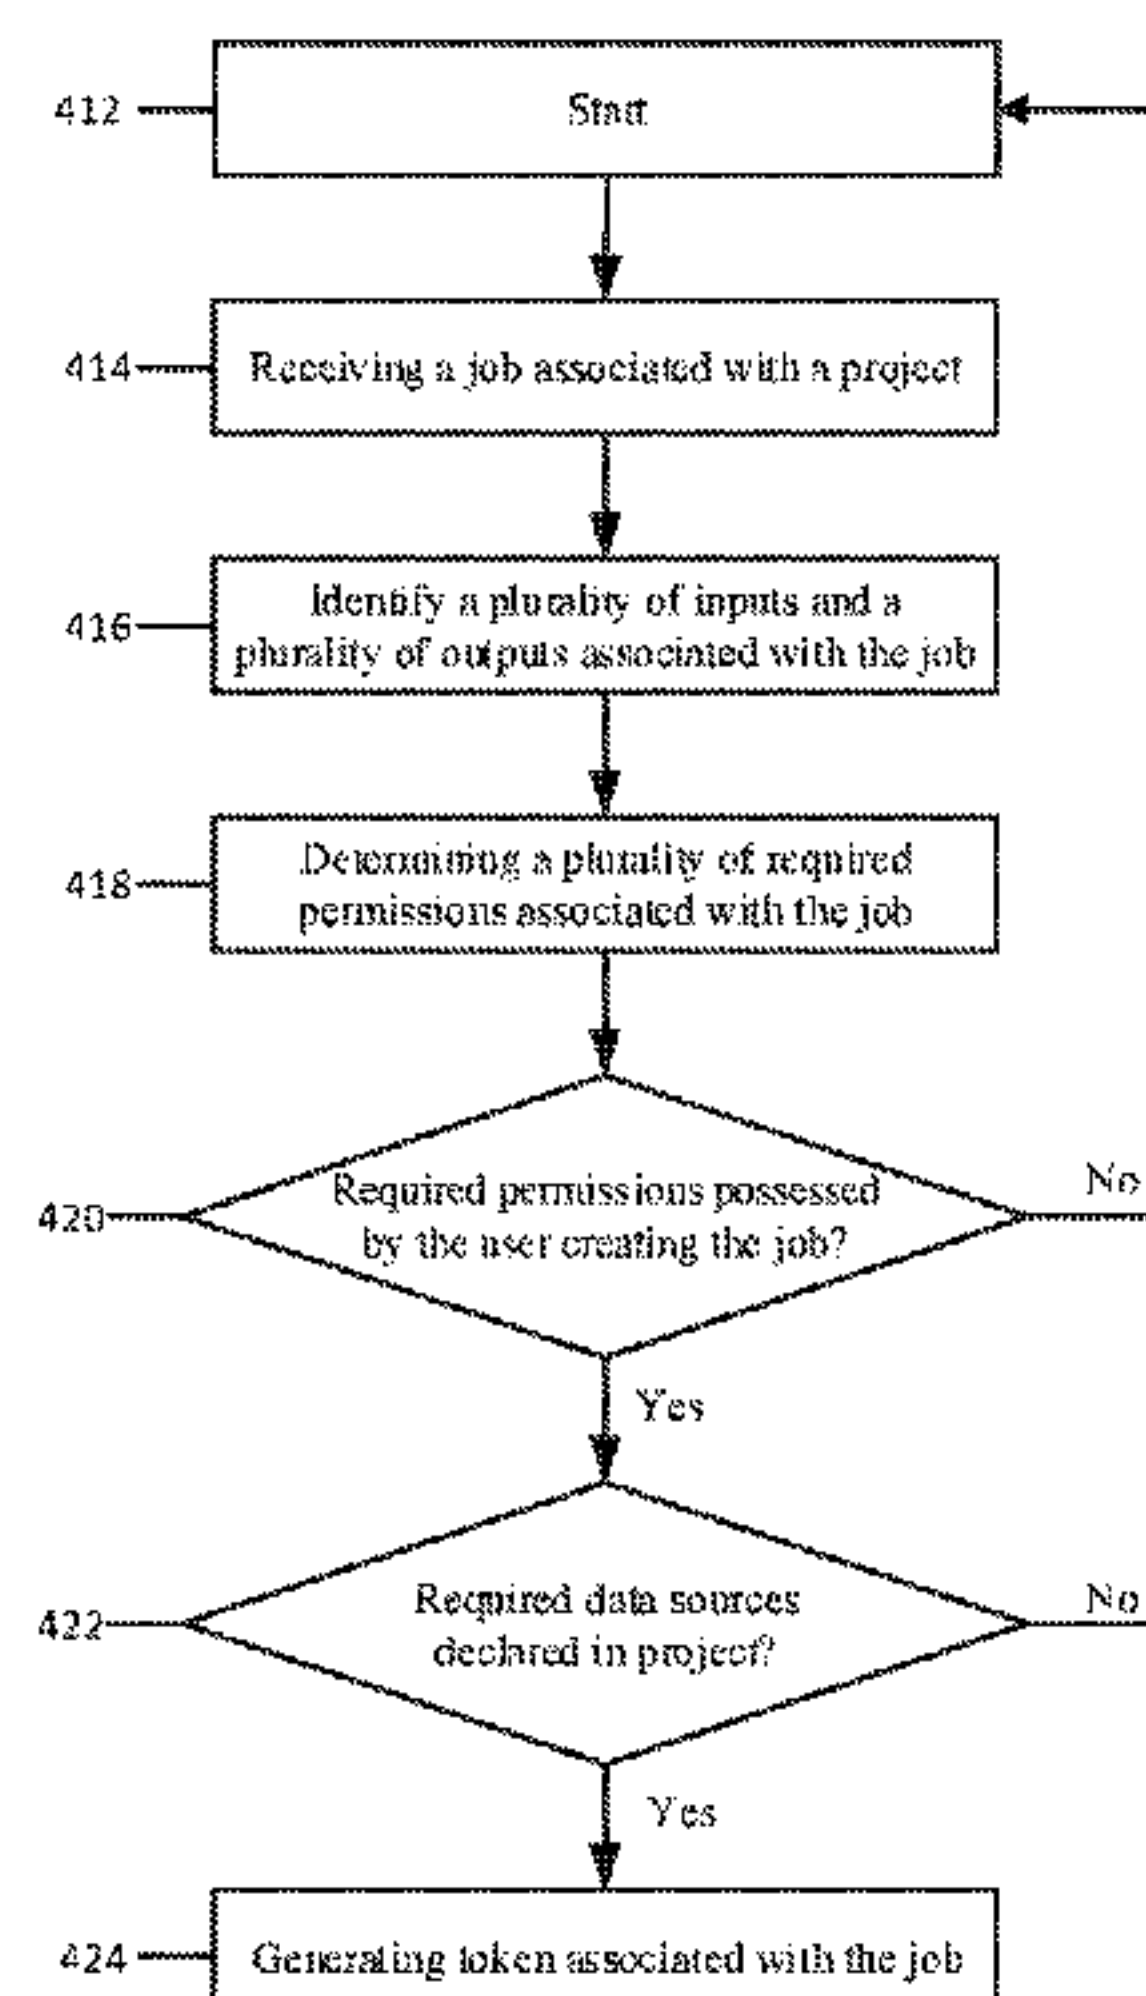 412
Start
414
Receiving a job associated with a project
416
Identify a plurality of inputs and a
plurality of outputs associated with the job
418
Determining a plurality of required
permissions associated with the job
420
Required permissions possessed
by the user creating the job?
No
Yes
422
Required data sources
declared in project?
No
Yes
424
Generating token associated with the job